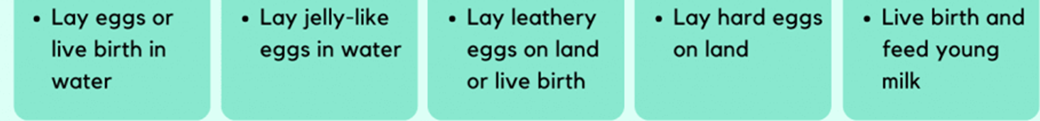 • Lay eggs or
live birth in
water
• Lay jelly-like
eggs in water
• Lay leathery
eggs on land
or live birth
• Lay hard eggs
on land
• Live birth and
feed young
milk